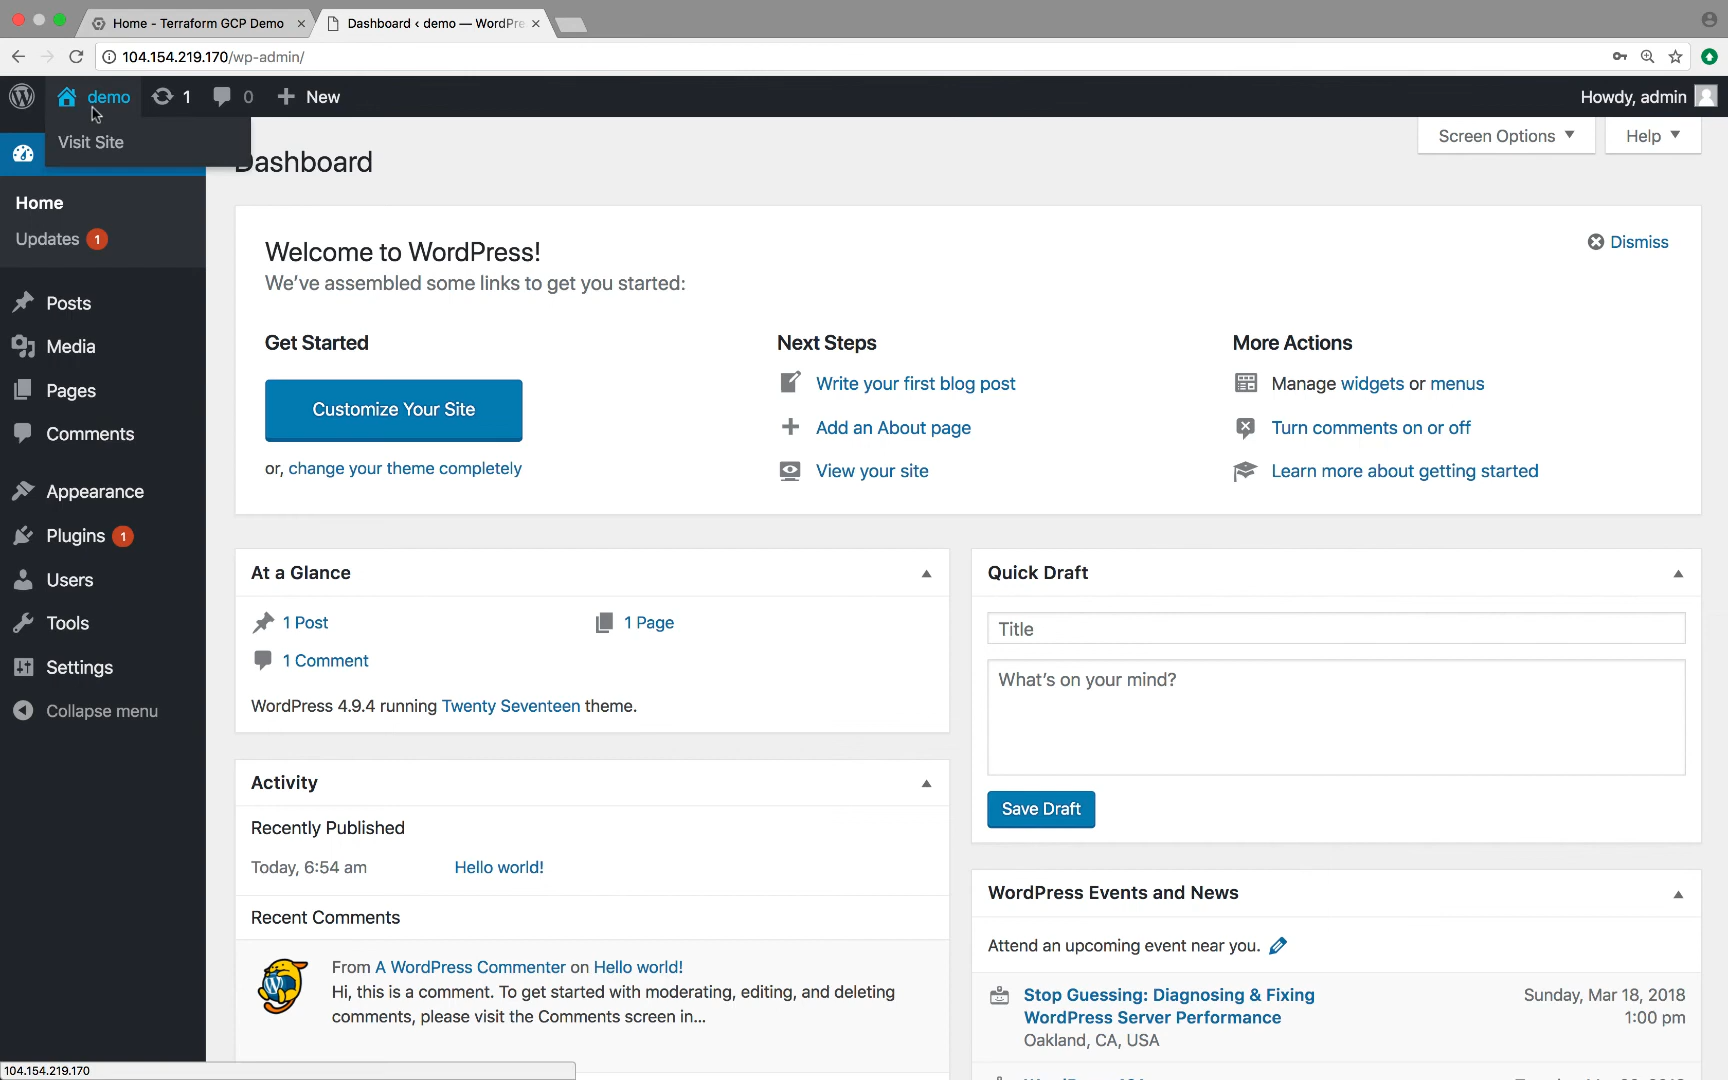 Home - Terraform GCP Demo
Dashboard ‹ demo — WordPre
104.154.219.170/wp-admin/
demo
1
0
New
Howdy, admin
Visit Site
Screen Options
Help
Dashboard
Home
Updates 1
Posts
Media
Pages
Comments
Appearance
Plugins 1
Users
Tools
Settings
Collapse menu
Welcome to WordPress!
We've assembled some links to get you started:
Dismiss
Get Started
Customize Your Site
or, change your theme completely
Next Steps
Write your first blog post
Add an About page
View your site
More Actions
Manage widgets or menus
Turn comments on or off
Learn more about getting started
At a Glance
1 Post
1 Page
1 Comment
WordPress 4.9.4 running Twenty Seventeen theme.
Activity
Recently Published
Today, 6:54 am
Hello world!
Recent Comments
From A WordPress Commenter on Hello world!
Hi, this is a comment. To get started with moderating, editing, and deleting
comments, please visit the Comments screen in...
Quick Draft
Title
What's on your mind?
Save Draft
WordPress Events and News
Attend an upcoming event near you.
Stop Guessing: Diagnosing & Fixing
WordPress Server Performance
Oakland, CA, USA
Sunday, Mar 18, 2018
1:00 pm
104.154.219.170